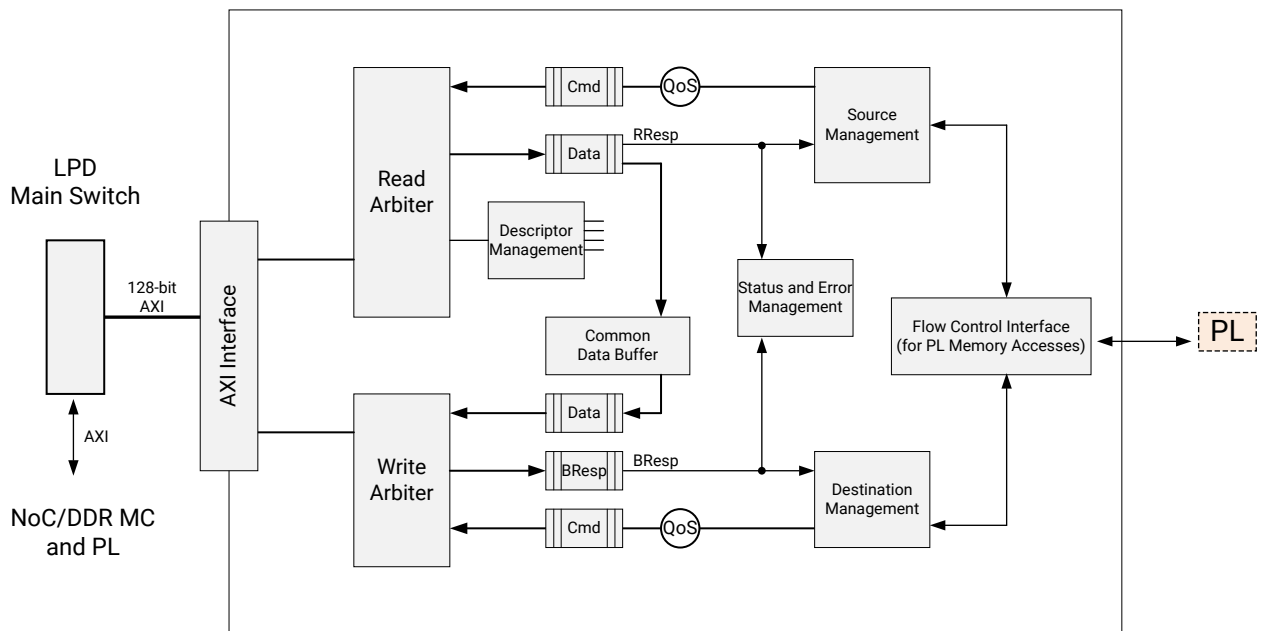 Cmd
QoS
Source
Management
RResp
Data
LPD
Main Switch
Read
Arbiter
Descriptor
Management
128-bit
AXI
AXI Interface
Status and Error
Management
Flow Control Interface
(for PL Memory Accesses)
PL
Common
Data Buffer
Data
AXI
Write
Arbiter
BResp
BResp
Destination
Management
NoC/DDR MC
and PL
Cmd
QoS